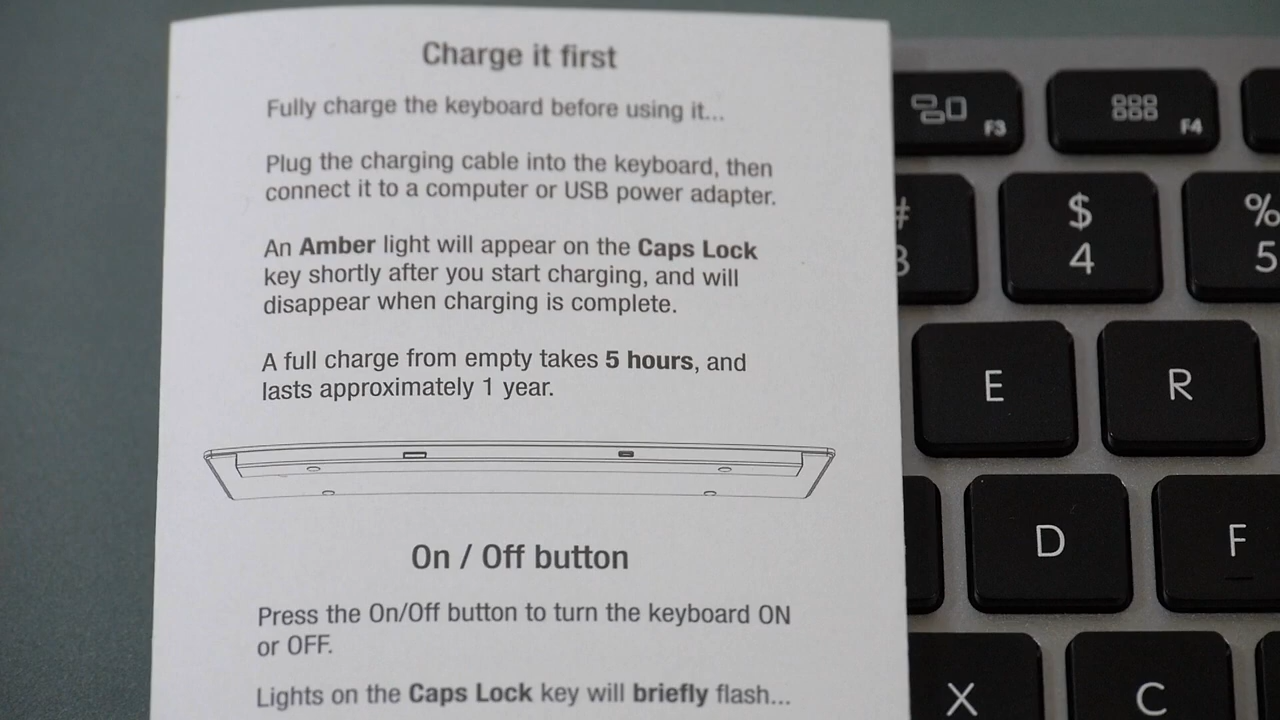 Charge it first
Fully charge the keyboard before using it...
Plug the charging cable into the keyboard, then
connect it to a computer or USB power adapter.
An Amber light will appear on the Caps Lock
key shortly after you start charging, and will
disappear when charging is complete.
A full charge from empty takes 5 hours, and
lasts approximately 1 year.
On / Off button
Press the On/Off button to turn the keyboard ON
or OFF.
Lights on the Caps Lock key will briefly flash...
F3 F4
# $ %
3 4 5
E R
D F
X C